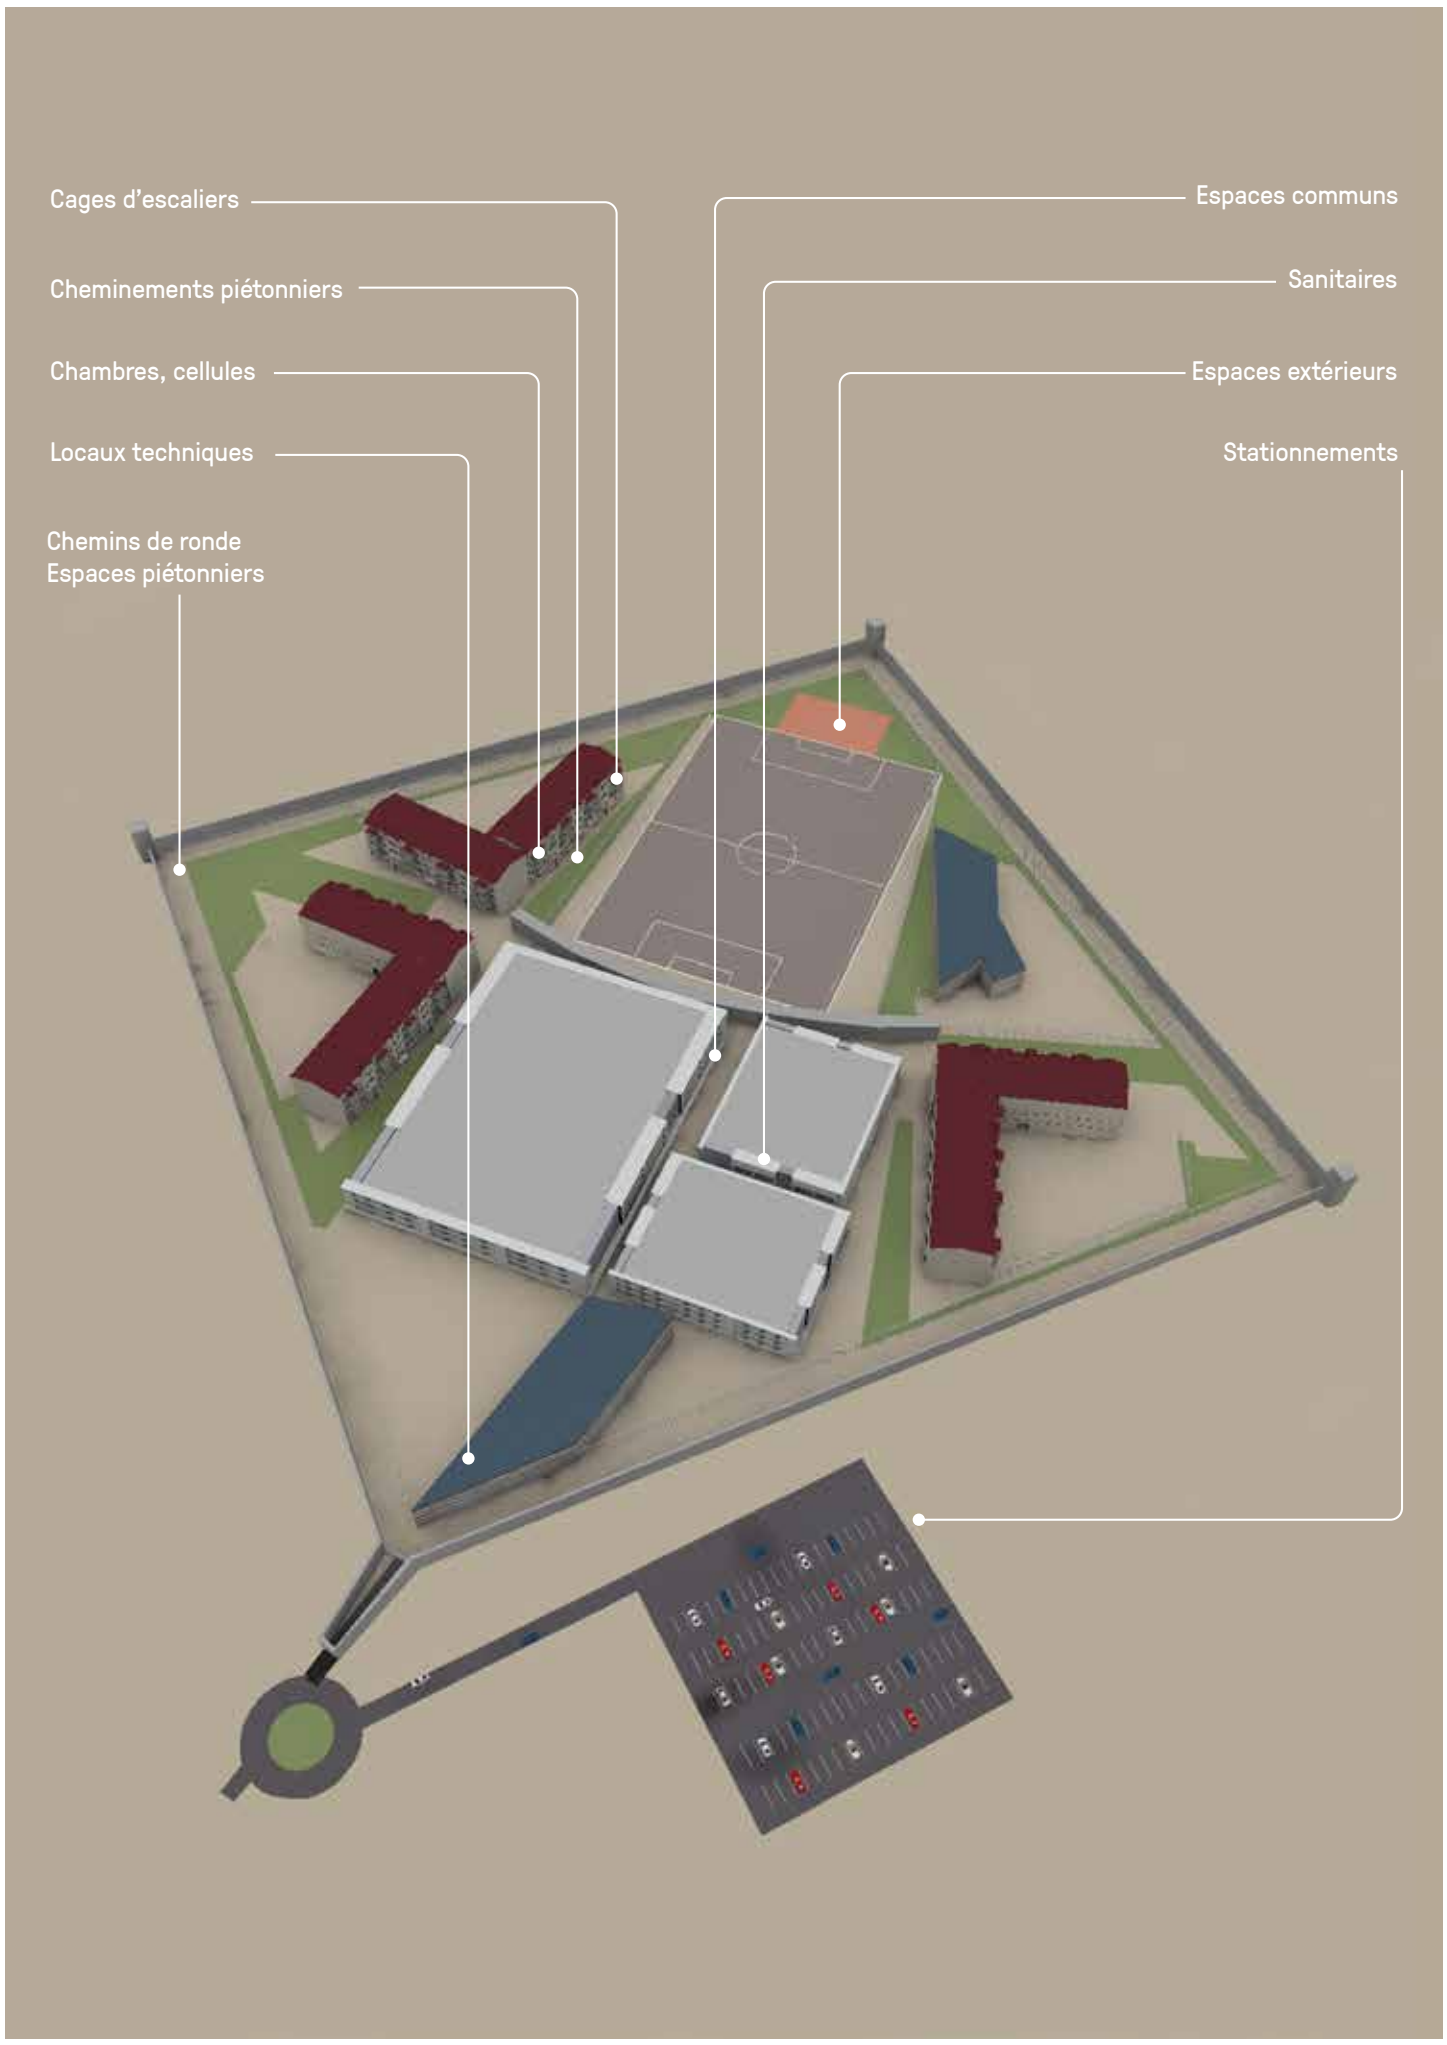 Cages d'escaliers
Cheminements piétonniers
Chambres, cellules
Locaux techniques
Chemins de ronde
Espaces piétonniers
Espaces communs
Sanitaires
Espaces extérieurs
Stationnements